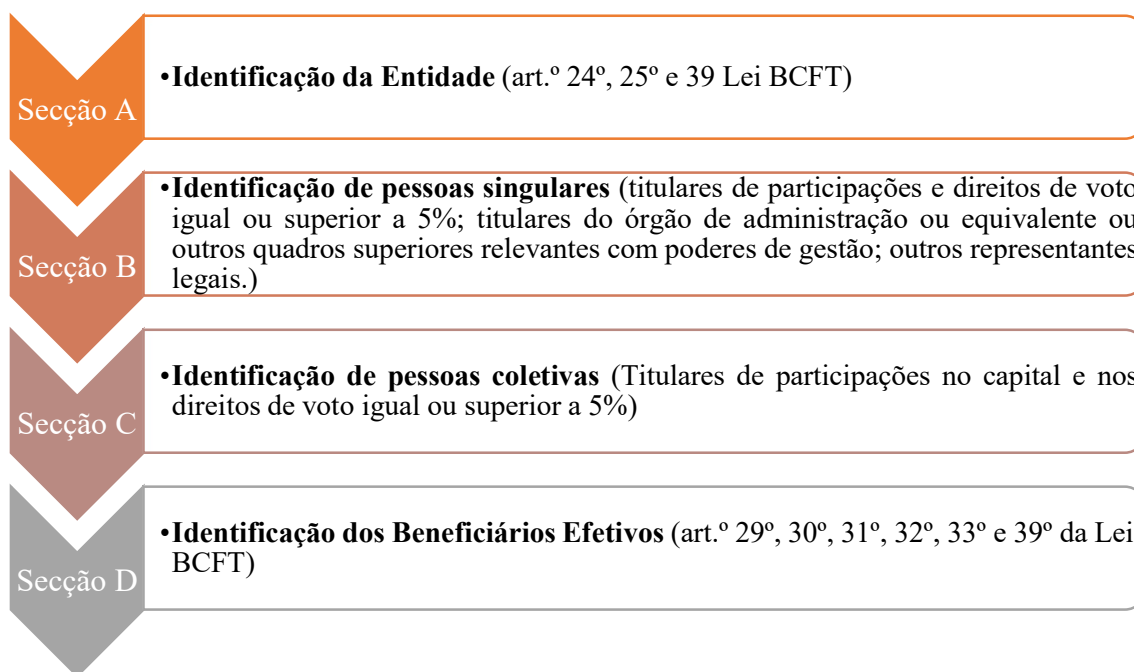 Secção A
•Identificação da Entidade (art.º 24º, 25º e 39 Lei BCFT)
Secção B
•Identificação de pessoas singulares (titulares de participações e direitos de voto
igual ou superior a 5%; titulares do órgão de administração ou equivalente ou
outros quadros superiores relevantes com poderes de gestão; outros representantes
legais.)
Secção C
•Identificação de pessoas coletivas (Titulares de participações no capital e nos
direitos de voto igual ou superior a 5%)
Secção D
•Identificação dos Beneficiários Efetivos (art.º 29º, 30º, 31º, 32º, 33º e 39º da Lei
BCFT)